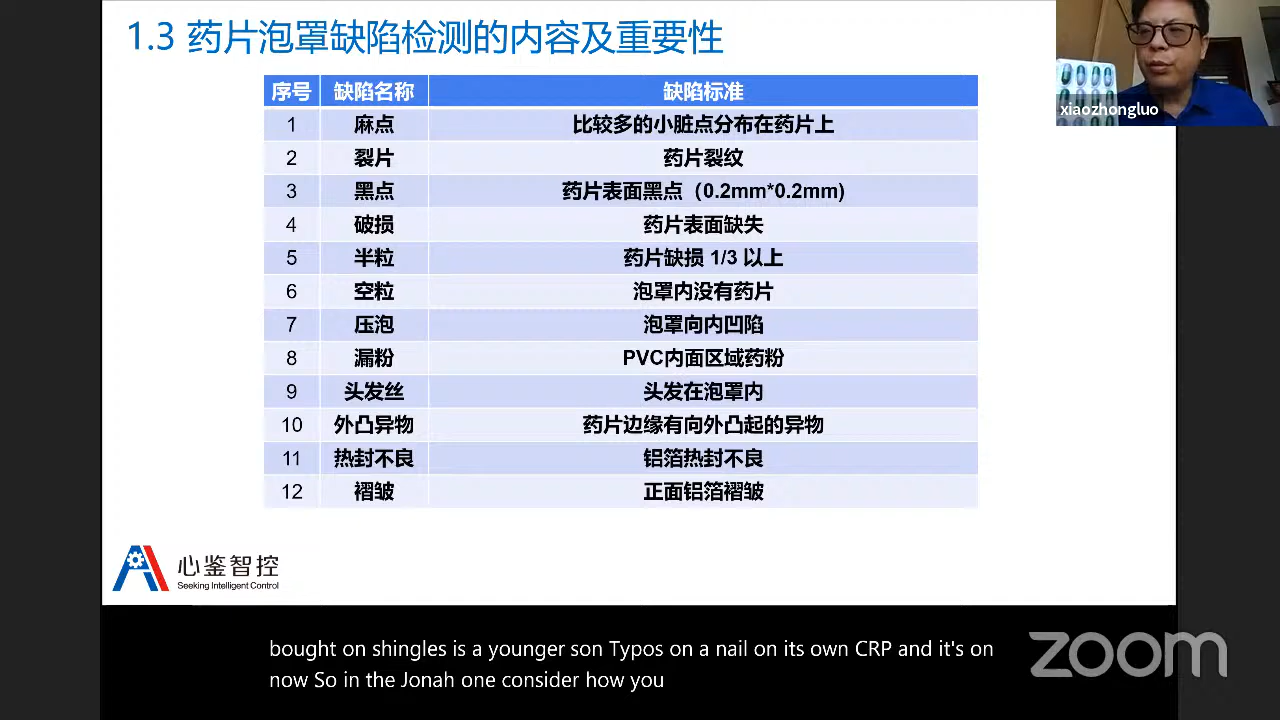 1.3 药片泡罩缺陷检测的内容及重要性
xiaozhongluo
序号 缺陷名称 缺陷标准
1 麻点 比较多的小脏点分布在药片上
2 裂片 药片裂纹
3 黑点 药片表面黑点（0.2mm*0.2mm)
4 破损 药片表面缺失
5 半粒 药片缺损 1/3 以上
6 空粒 泡罩内没有药片
7 压泡 泡罩向内凹陷
8 漏粉 PVC内面区域药粉
9 头发丝 头发在泡罩内
10 外凸异物 药片边缘有向外凸起的异物
11 热封不良 铝箔热封不良
12 褶皱 正面铝箔褶皱
心鉴智控
Seeking Intelligent Control
bought on shingles is a younger son Typos on a nail on its own CRP and it's on
now So in the Jonah one consider how you
zoom